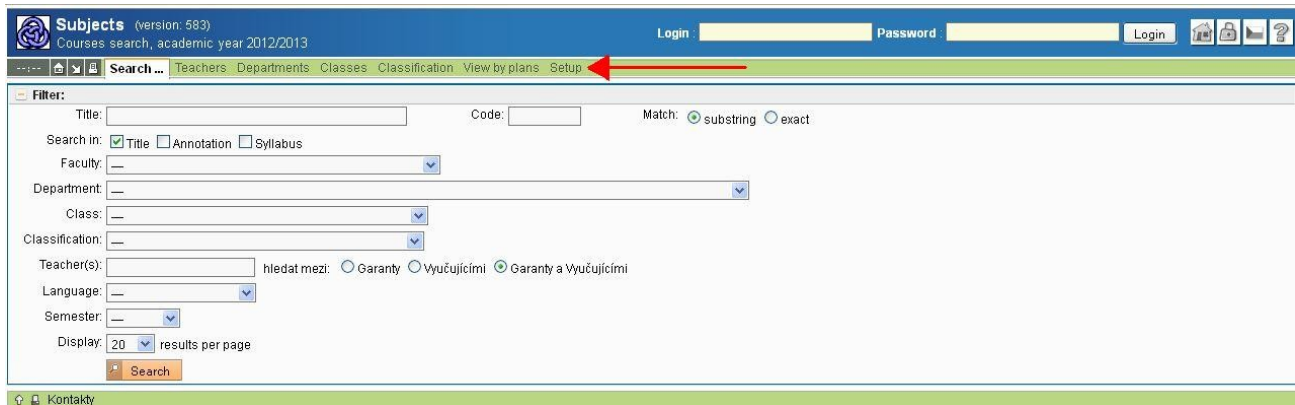 Subjects (version: 583)
Courses search, academic year 2012/2013
Login : Password : Login
--:-- Search ... Teachers Departments Classes Classification View by plans Setup
Filter:
Title: Code: Match: substring exact
Search in: Title Annotation Syllabus
Faculty: —
Department: —
Class: —
Classification: —
Teacher(s): hledat mezi: Garanty Vyučujícími Garanty a Vyučujícími
Language: —
Semester: —
Display: 20 results per page
Search
Kontakty